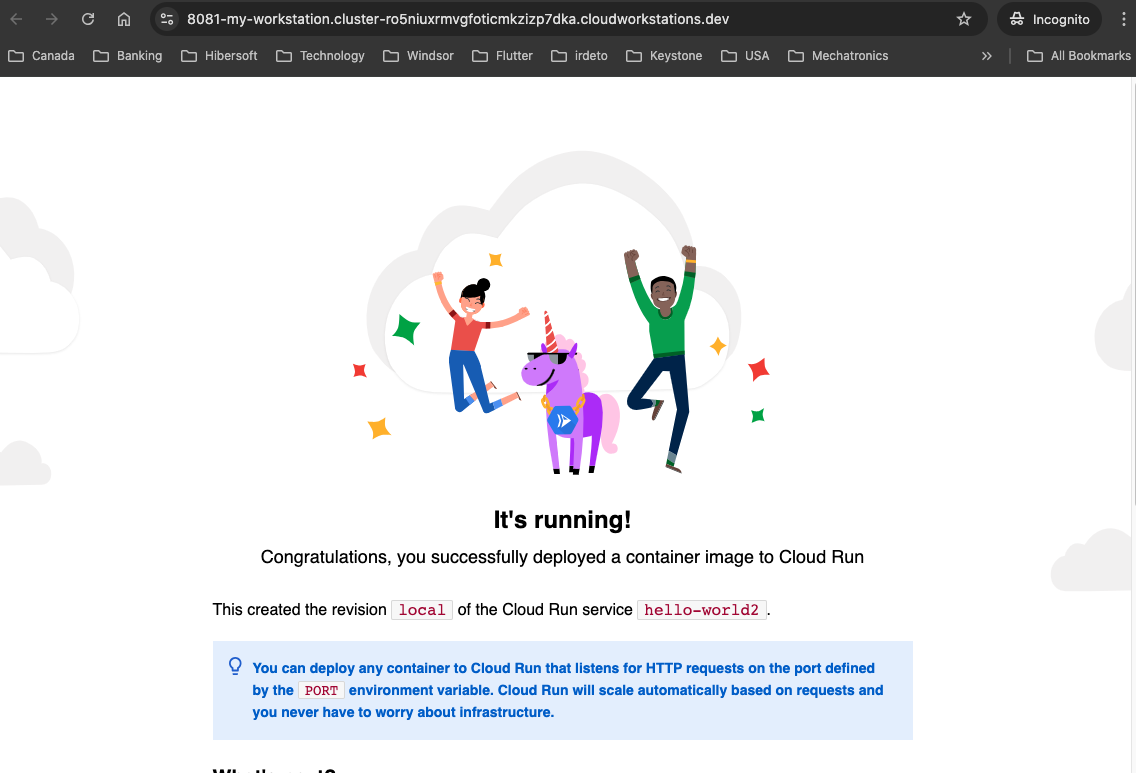 8081-my-workstation.cluster-ro5niuxrmvgfoticmkzizp7dka.cloudworkstations.dev
Incognito
Canada
Banking
Hibersoft
Technology
Windsor
Flutter
irdeto
Keystone
USA
Mechatronics
»
All Bookmarks
It's running!
Congratulations, you successfully deployed a container image to Cloud Run
This created the revision local of the Cloud Run service hello-world2.
You can deploy any container to Cloud Run that listens for HTTP requests on the port defined
by the PORT environment variable. Cloud Run will scale automatically based on requests and
you never have to worry about infrastructure.
What's next?